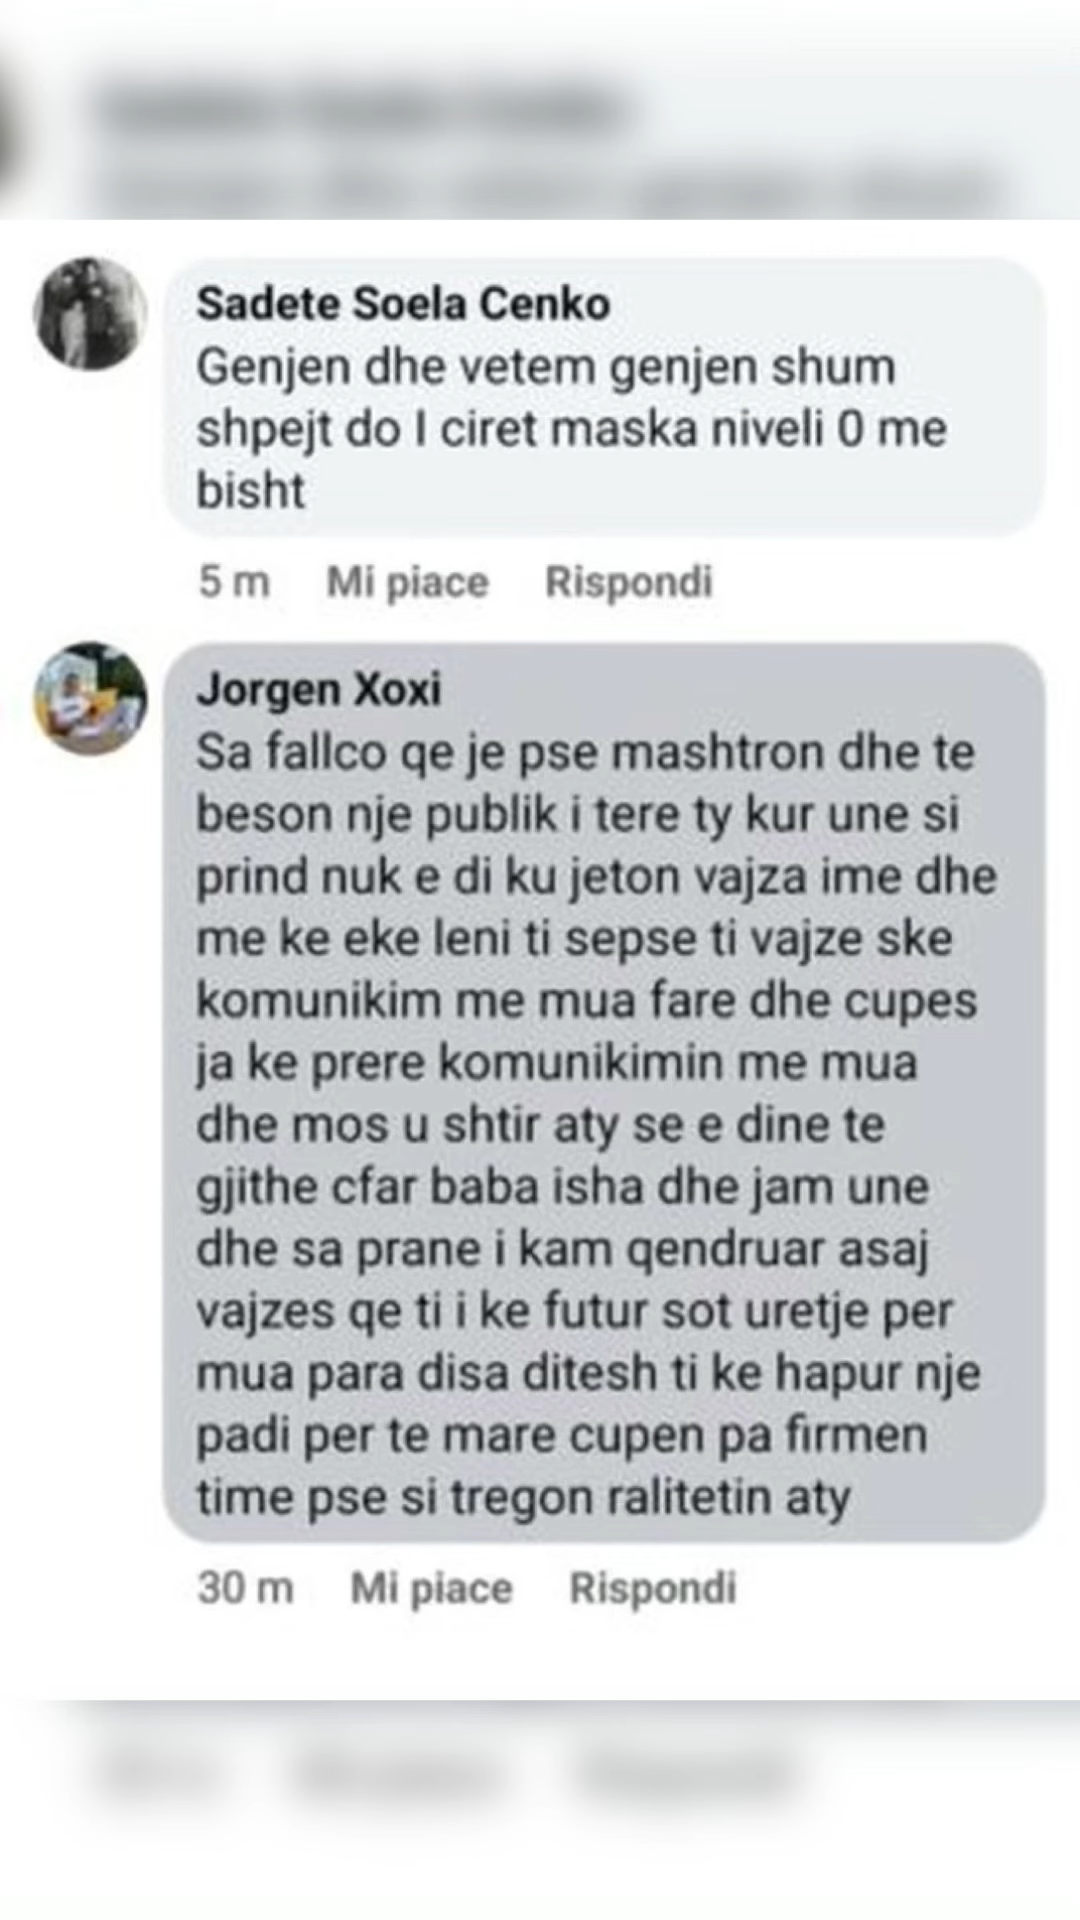 Sadete Soela Cenko
Genjen dhe vetem genjen shum
shpejt do I ciret maska niveli 0 me
bisht
5 m Mi piace Rispondi
Jorgen Xoxi
Sa fallco qe je pse mashtron dhe te
beson nje publik i tere ty kur une si
prind nuk e di ku jeton vajza ime dhe
me ke eke leni ti sepse ti vajze ske
komunikim me mua fare dhe cupes
ja ke prere komunikimin me mua
dhe mos u shtir aty se e dine te
gjithe cfar baba isha dhe jam une
dhe sa prane i kam qendruar asaj
vajzes qe ti i ke futur sot uretje per
mua para disa ditesh ti ke hapur nje
padi per te mare cupen pa firmen
time pse si tregon ralitetin aty
30 m Mi piace Rispondi